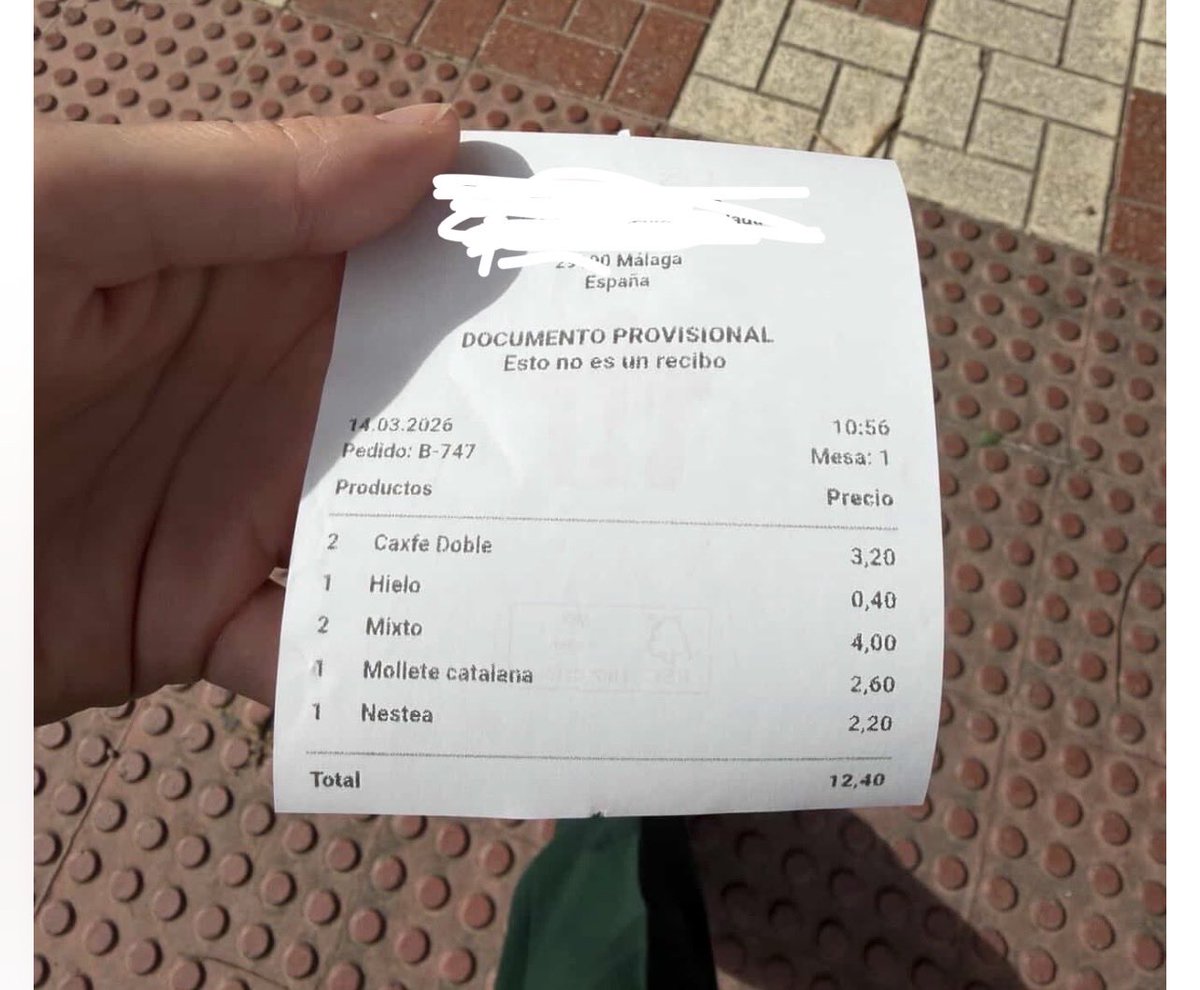 Málaga
España
DOCUMENTO PROVISIONAL
Esto no es un recibo
14.03.2026 10:56
Pedido: B-747 Mesa: 1
Productos Precio
2 Caxfe Doble 3,20
1 Hielo 0,40
2 Mixto 4,00
1 Mollete catalana 2,60
1 Nestea 2,20
Total 12,40